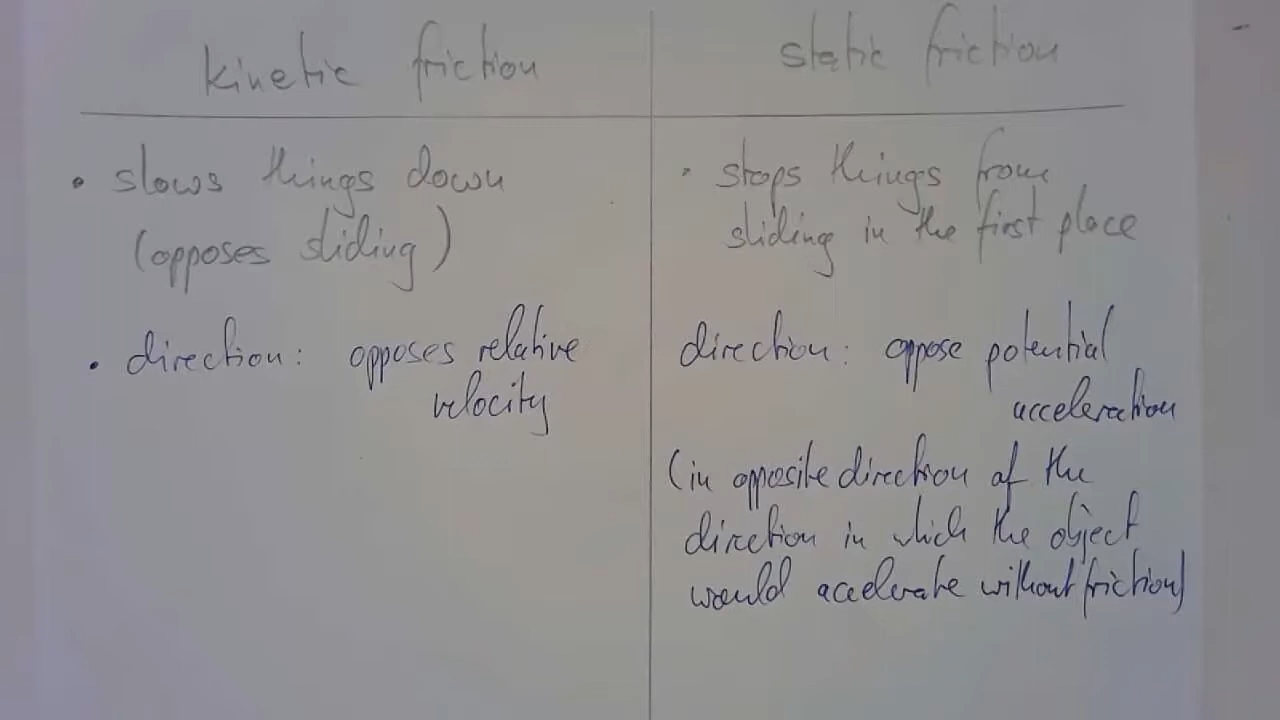 kinetic friction
static friction
• slows things down
(opposes sliding)
• direction: opposes relative
velocity
• stops things from
sliding in the first place
direction: oppose potential
acceleration
(in opposite direction of the
direction in which the object
would accelerate without friction)